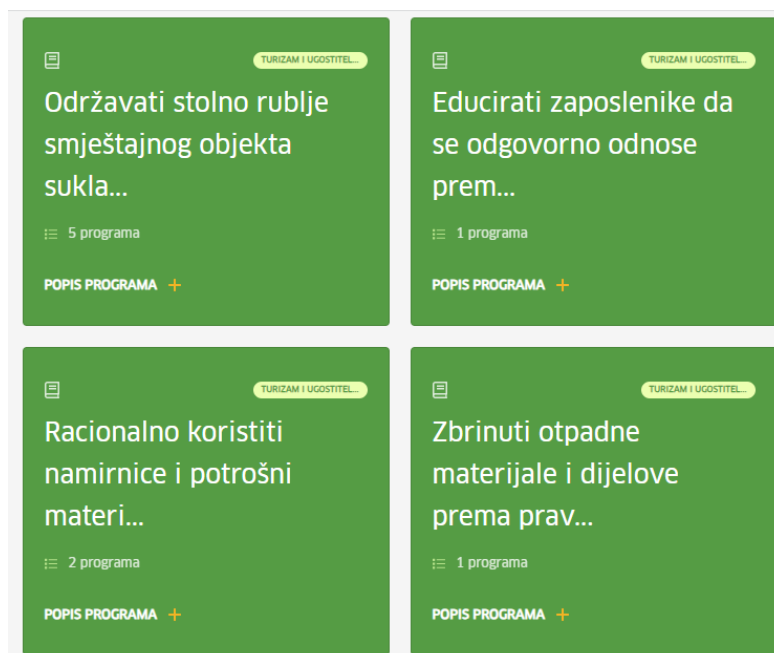 TURIZAM I UGOSTITEL...
Održavati stolno rublje
smještajnog objekta
sukla...
5 programa
POPIS PROGRAMA +
TURIZAM I UGOSTITEL...
Educirati zaposlenike da
se odgovorno odnose
prem...
1 programa
POPIS PROGRAMA +
TURIZAM I UGOSTITEL...
Racionalno koristiti
namirnice i potrošni
materi...
2 programa
POPIS PROGRAMA +
TURIZAM I UGOSTITEL...
Zbrinuti otpadne
materijale i dijelove
prema prav...
1 programa
POPIS PROGRAMA +